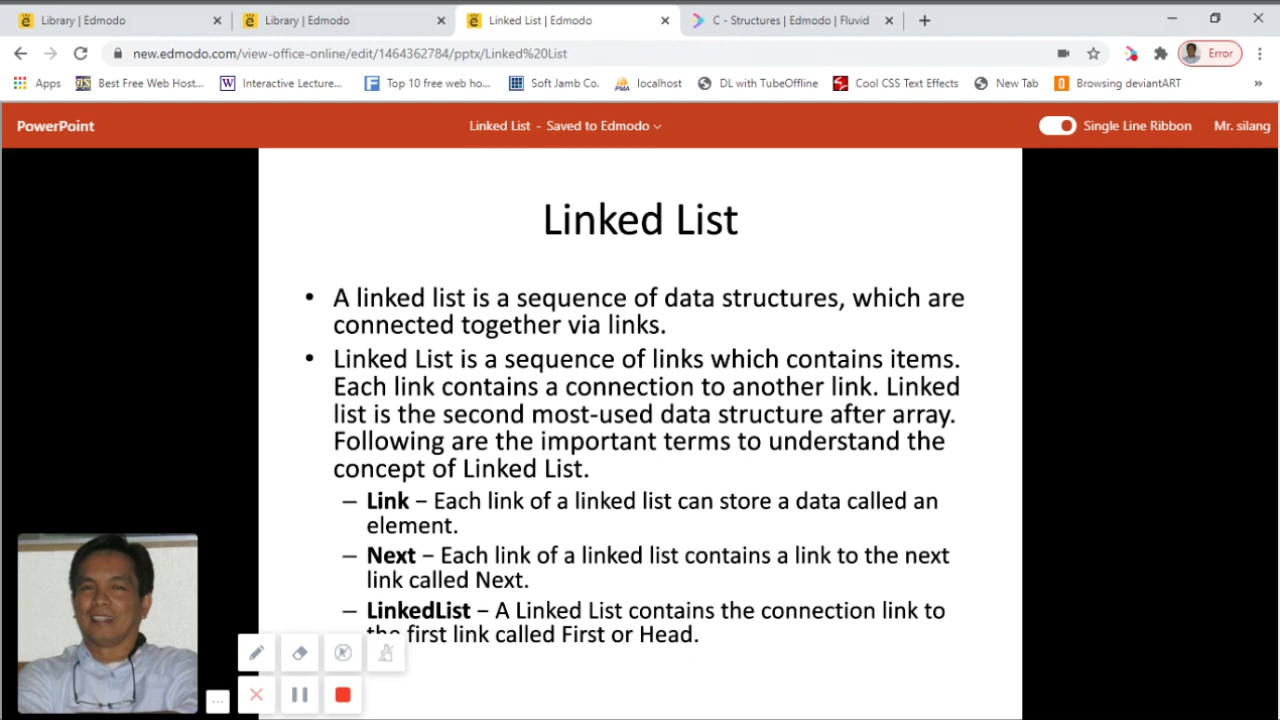 Library | Edmodo
Library | Edmodo
Linked List | Edmodo
C - Structures | Edmodo | Fluvid
new.edmodo.com/view-office-online/edit/1464362784/pptx/Linked%20List
Error
Apps
Best Free Web Host...
Interactive Lecture...
Top 10 free web ho...
Soft Jamb Co.
localhost
DL with TubeOffline
Cool CSS Text Effects
New Tab
Browsing deviantART
PowerPoint
Linked List - Saved to Edmodo
Single Line Ribbon
Mr. silang
Linked List
• A linked list is a sequence of data structures, which are
connected together via links.
• Linked List is a sequence of links which contains items.
Each link contains a connection to another link. Linked
list is the second most-used data structure after array.
Following are the important terms to understand the
concept of Linked List.
– Link – Each link of a linked list can store a data called an
element.
– Next – Each link of a linked list contains a link to the next
link called Next.
– LinkedList – A Linked List contains the connection link to
the first link called First or Head.